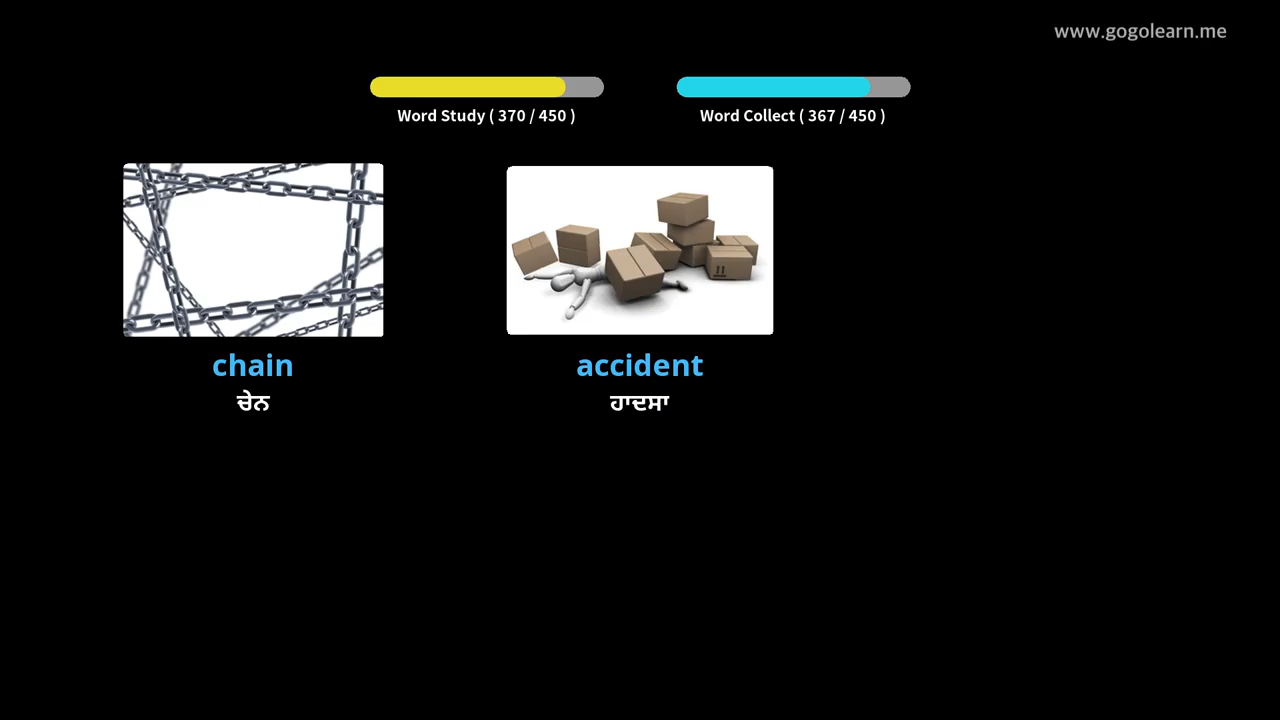 www.gogolearn.me
Word Study ( 370 / 450 )
Word Collect ( 367 / 450 )
chain
accident
ਚੇਨ
ਹਾਦਸਾ